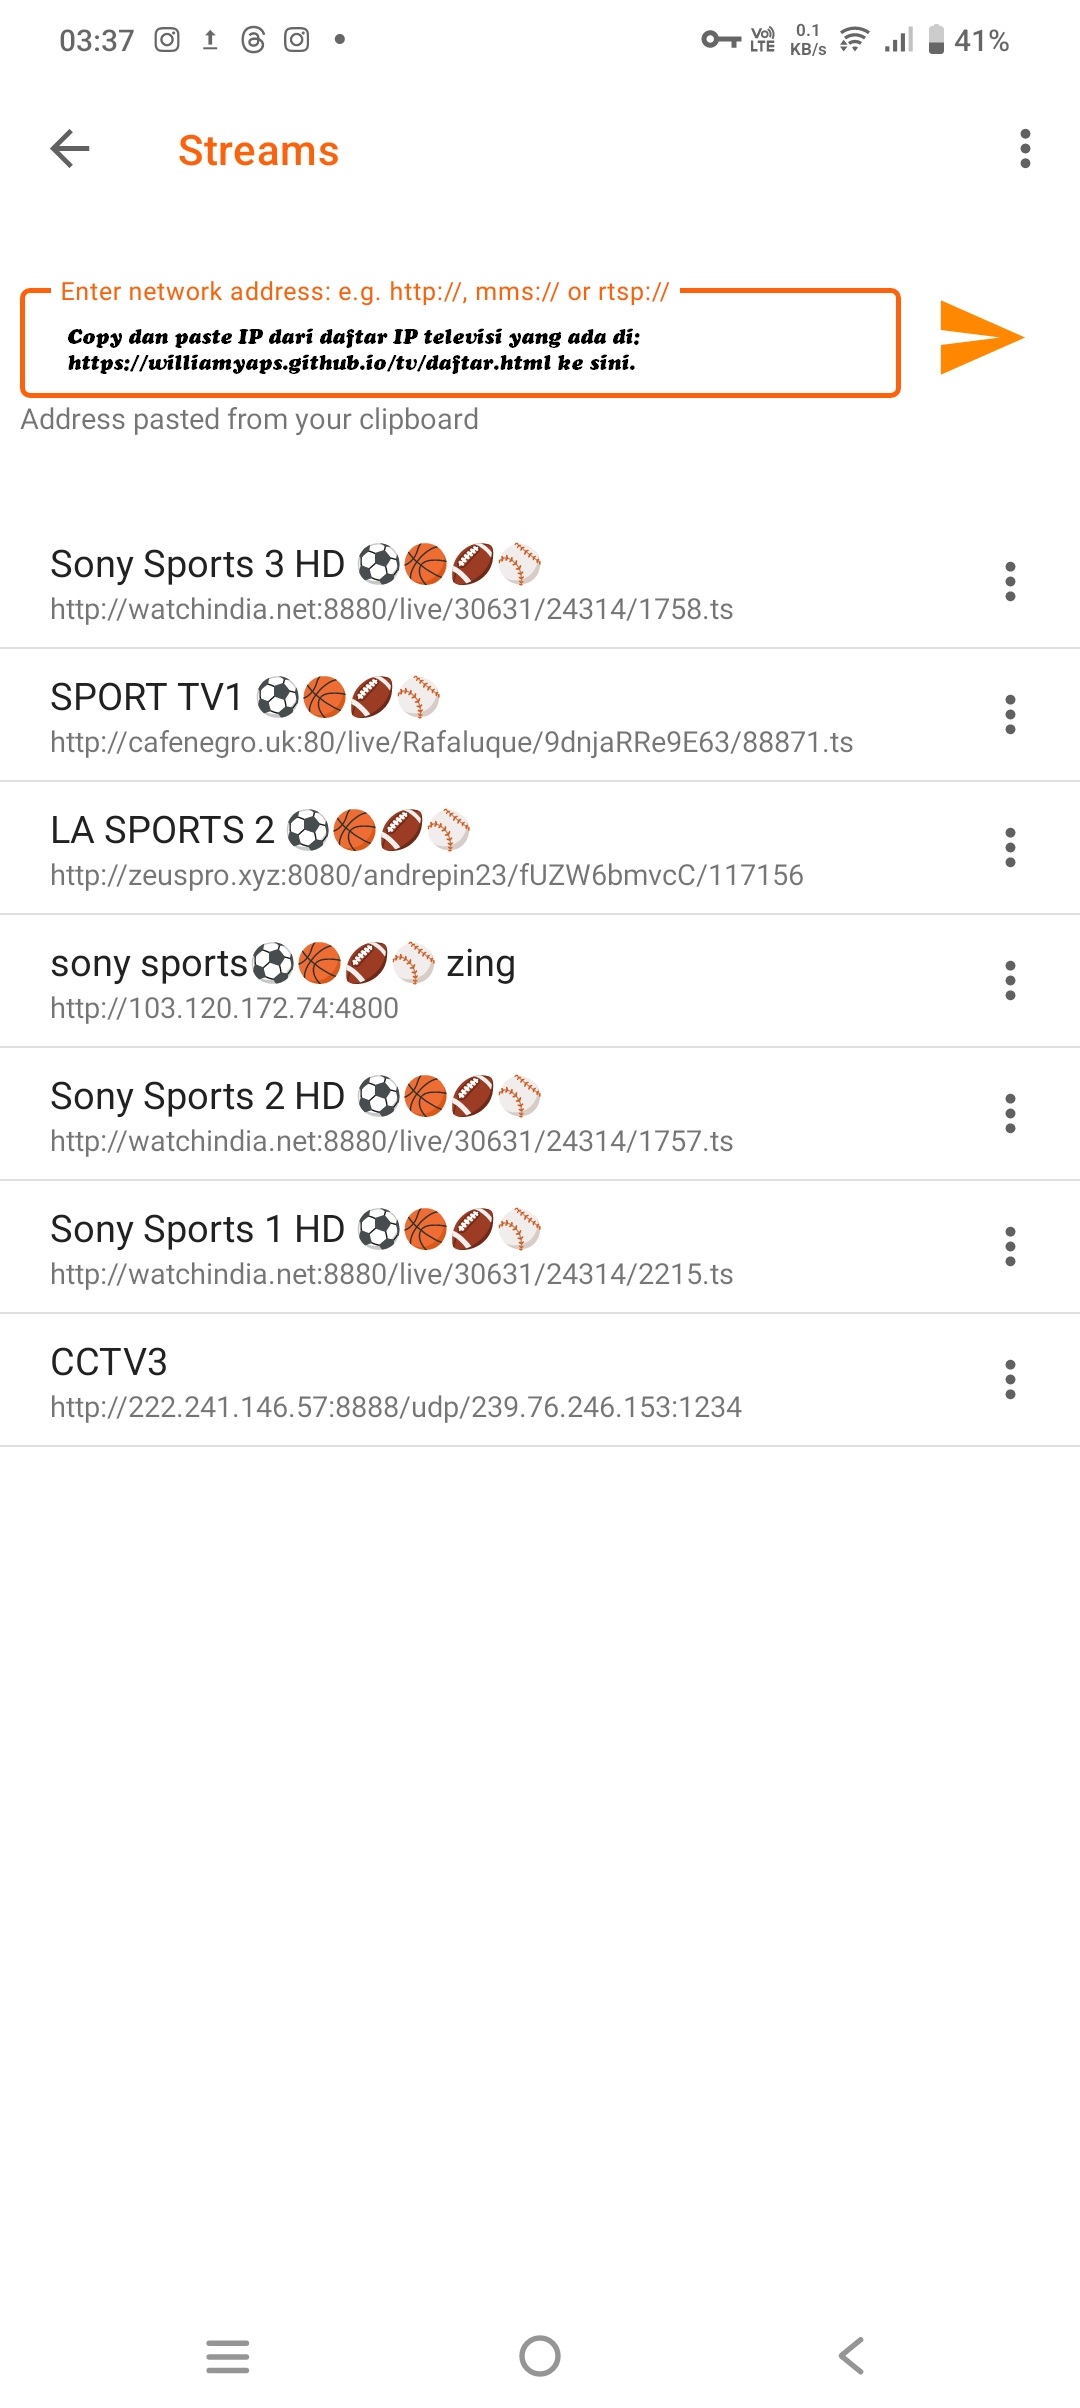 03:37
VoLTE 0.1 KB/s 41%
Streams
Enter network address: e.g. http://, mms:// or rtsp://
Copy dan paste IP dari daftar IP televisi yang ada di:
https://williamyaps.github.io/tv/daftar.html ke sini.
Address pasted from your clipboard
Sony Sports 3 HD ⚽🏀🏈⚾
http://watchindia.net:8880/live/30631/24314/1758.ts
SPORT TV1 ⚽🏀🏈⚾
http://cafenegro.uk:80/live/Rafaluque/9dnjaRRe9E63/88871.ts
LA SPORTS 2 ⚽🏀🏈⚾
http://zeuspro.xyz:8080/andrepin23/fUZW6bmvcC/117156
sony sports⚽🏀🏈⚾ zing
http://103.120.172.74:4800
Sony Sports 2 HD ⚽🏀🏈⚾
http://watchindia.net:8880/live/30631/24314/1757.ts
Sony Sports 1 HD ⚽🏀🏈⚾
http://watchindia.net:8880/live/30631/24314/2215.ts
CCTV3
http://222.241.146.57:8888/udp/239.76.246.153:1234